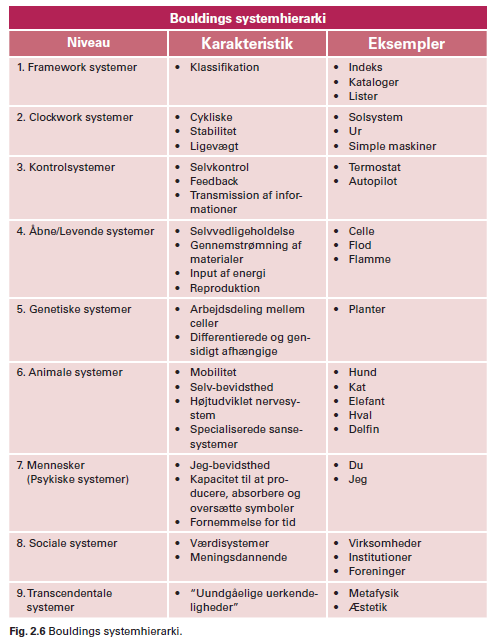 Bouldings systemhierarki
Niveau Karakteristik Eksempler
1. Framework systemer • Klassifikation • Indeks
• Kataloger
• Lister
2. Clockwork systemer • Cykliske • Solsystem
• Stabilitet • Ur
• Ligevægt • Simple maskiner
3. Kontrolsystemer • Selvkontrol • Termostat
• Feedback • Autopilot
• Transmission af infor-
mationer
4. Åbne/Levende systemer • Selvvedligeholdelse • Celle
• Gennemstrømning af • Flod
materialer • Flamme
• Input af energi
• Reproduktion
5. Genetiske systemer • Arbejdsdeling mellem • Planter
celler
• Differentierede og gen-
sidigt afhængige
6. Animale systemer • Mobilitet • Hund
• Selv-bevidsthed • Kat
• Højtudviklet nervesy- • Elefant
stem • Hval
• Specialiserede sanse- • Delfin
systemer
7. Mennesker • Jeg-bevidsthed • Du
(Psykiske systemer) • Kapacitet til at pro- • Jeg
ducere, absorbere og
oversætte symboler
• Fornemmelse for tid
8. Sociale systemer • Værdisystemer • Virksomheder
• Meningsdannende • Institutioner
• Foreninger
9. Transcendentale • "Uundgåelige uerkende- • Metafysik
systemer ligheder" • Æstetik
Fig. 2.6 Bouldings systemhierarki.